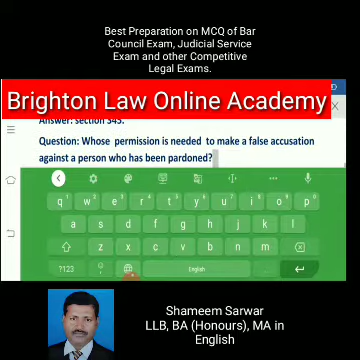 Best Preparation on MCQ of Bar
Council Exam, Judicial Service
Exam and other Competitive
Legal Exams.
Brighton Law Online Academy
Answer: section 345.
Question: Whose permission is needed to make a false accusation
against a person who has been pardoned?
q w e r t y u i o p
a s d f g h j k l
z x c v b n m
?123 English
Shameem Sarwar
LLB, BA (Honours), MA in
English